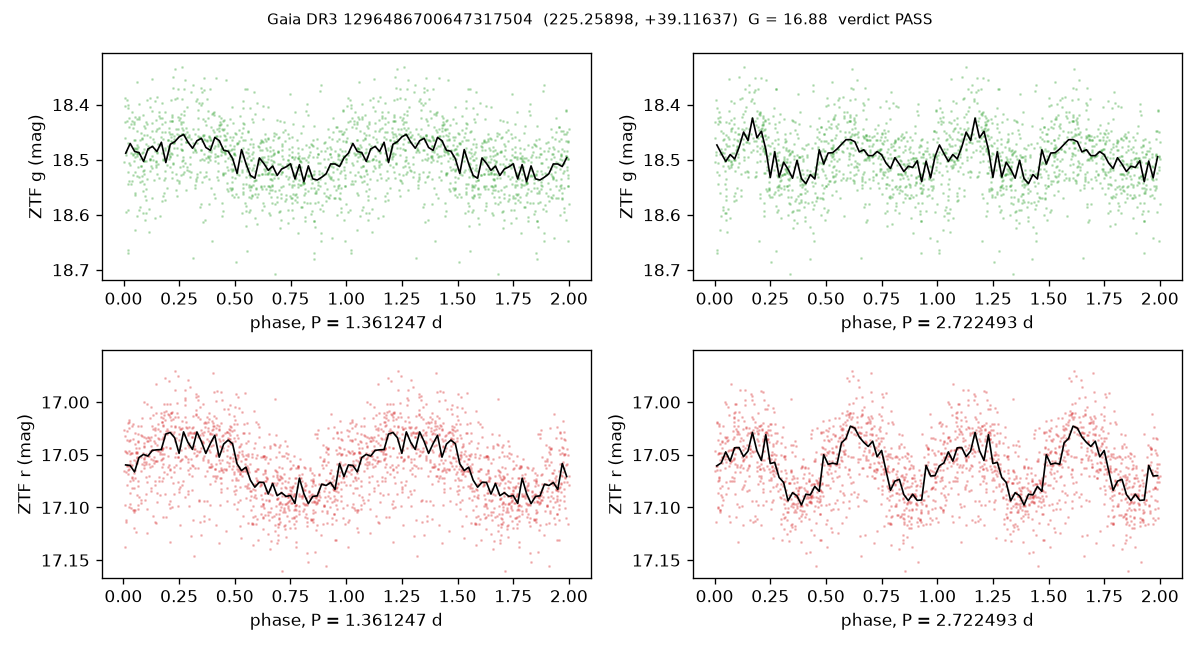 Gaia DR3 1296486700647317504 (225.25898, +39.11637) G = 16.88 verdict PASS
ZTF g (mag)
18.4
18.5
18.6
18.7
0.00 0.25 0.50 0.75 1.00 1.25 1.50 1.75 2.00
phase, P = 1.361247 d
ZTF g (mag)
18.4
18.5
18.6
18.7
0.00 0.25 0.50 0.75 1.00 1.25 1.50 1.75 2.00
phase, P = 2.722493 d
ZTF r (mag)
17.00
17.05
17.10
17.15
0.00 0.25 0.50 0.75 1.00 1.25 1.50 1.75 2.00
phase, P = 1.361247 d
ZTF r (mag)
17.00
17.05
17.10
17.15
0.00 0.25 0.50 0.75 1.00 1.25 1.50 1.75 2.00
phase, P = 2.722493 d